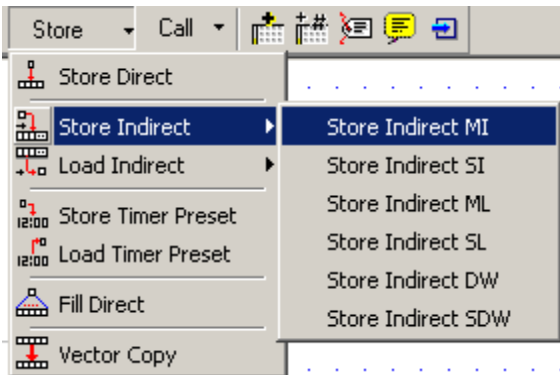 Store Call
Store Direct
Store Indirect
Load Indirect
Store Timer Preset
Load Timer Preset
Fill Direct
Vector Copy
Store Indirect MI
Store Indirect SI
Store Indirect ML
Store Indirect SL
Store Indirect DW
Store Indirect SDW